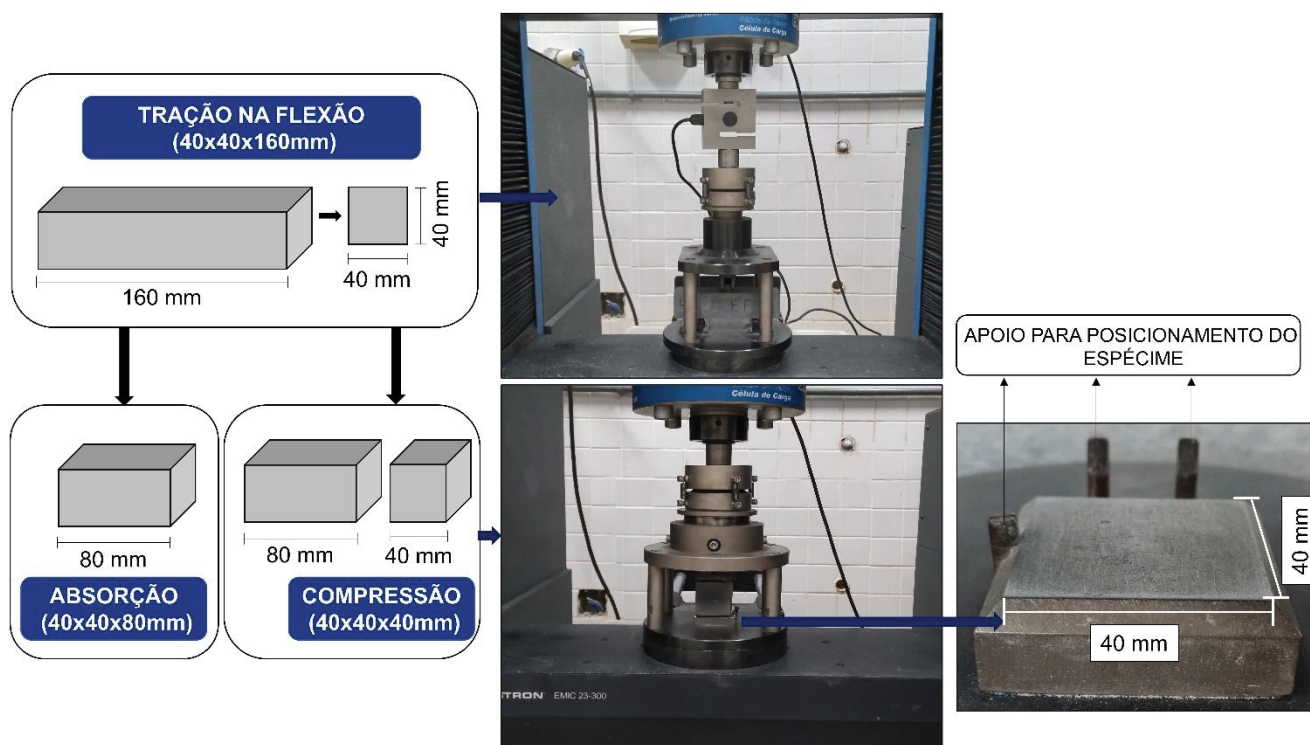 TRAÇÃO NA FLEXÃO
(40x40x160mm)
40 mm
40 mm
160 mm
80 mm
ABSORÇÃO
(40x40x80mm)
80 mm
40 mm
COMPRESSÃO
(40x40x40mm)
Célula de Carga
Célula de Carga
STRON EMIC 23-300
APOIO PARA POSICIONAMENTO DO
ESPÉCIME
40 mm
40 mm